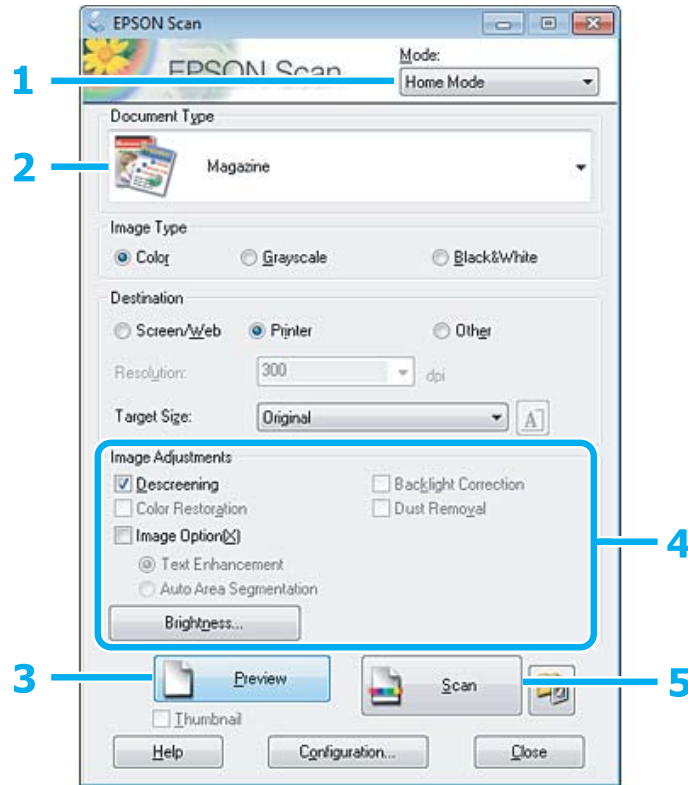 EPSON Scan
EPSON Scan
Mode:
1
Home Mode
Document Type
2
Magazine
Image Type
Color Grayscale Black&White
Destination
Screen/Web Printer Other
Resolution: 300 dpi
Target Size: Original A
Image Adjustments
Descreening Backlight Correction
Color Restoration Dust Removal
Image Option(X)
4
Text Enhancement
Auto Area Segmentation
Brightness...
3 Preview Scan 5
Thumbnail
Help Configuration... Close